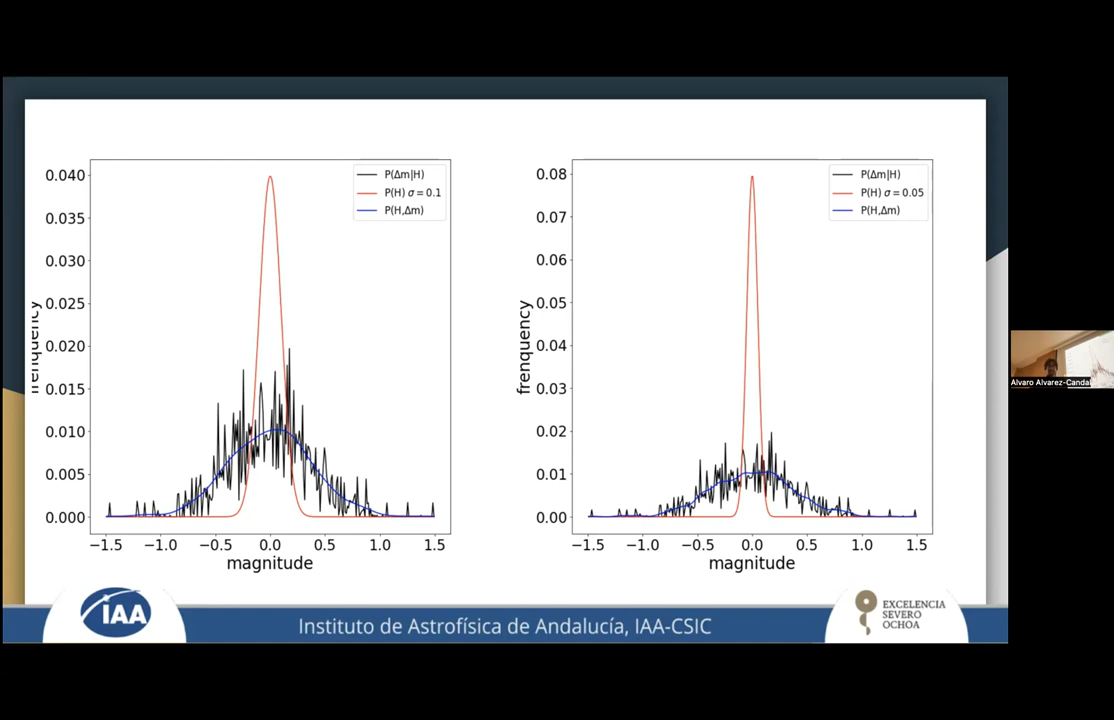 0.040
0.035
0.030
0.025
0.020
0.015
0.010
0.005
0.000
−1.5 −1.0 −0.5 0.0 0.5 1.0 1.5
magnitude
frenquency
P(Δm|H)
P(H) σ = 0.1
P(H,Δm)
0.08
0.07
0.06
0.05
0.04
0.03
0.02
0.01
0.00
−1.5 −1.0 −0.5 0.0 0.5 1.0 1.5
magnitude
frenquency
P(Δm|H)
P(H) σ = 0.05
P(H,Δm)
Alvaro Alvarez-Candal
IAA
Instituto de Astrofísica de Andalucía, IAA-CSIC
EXCELENCIA
SEVERO
OCHOA